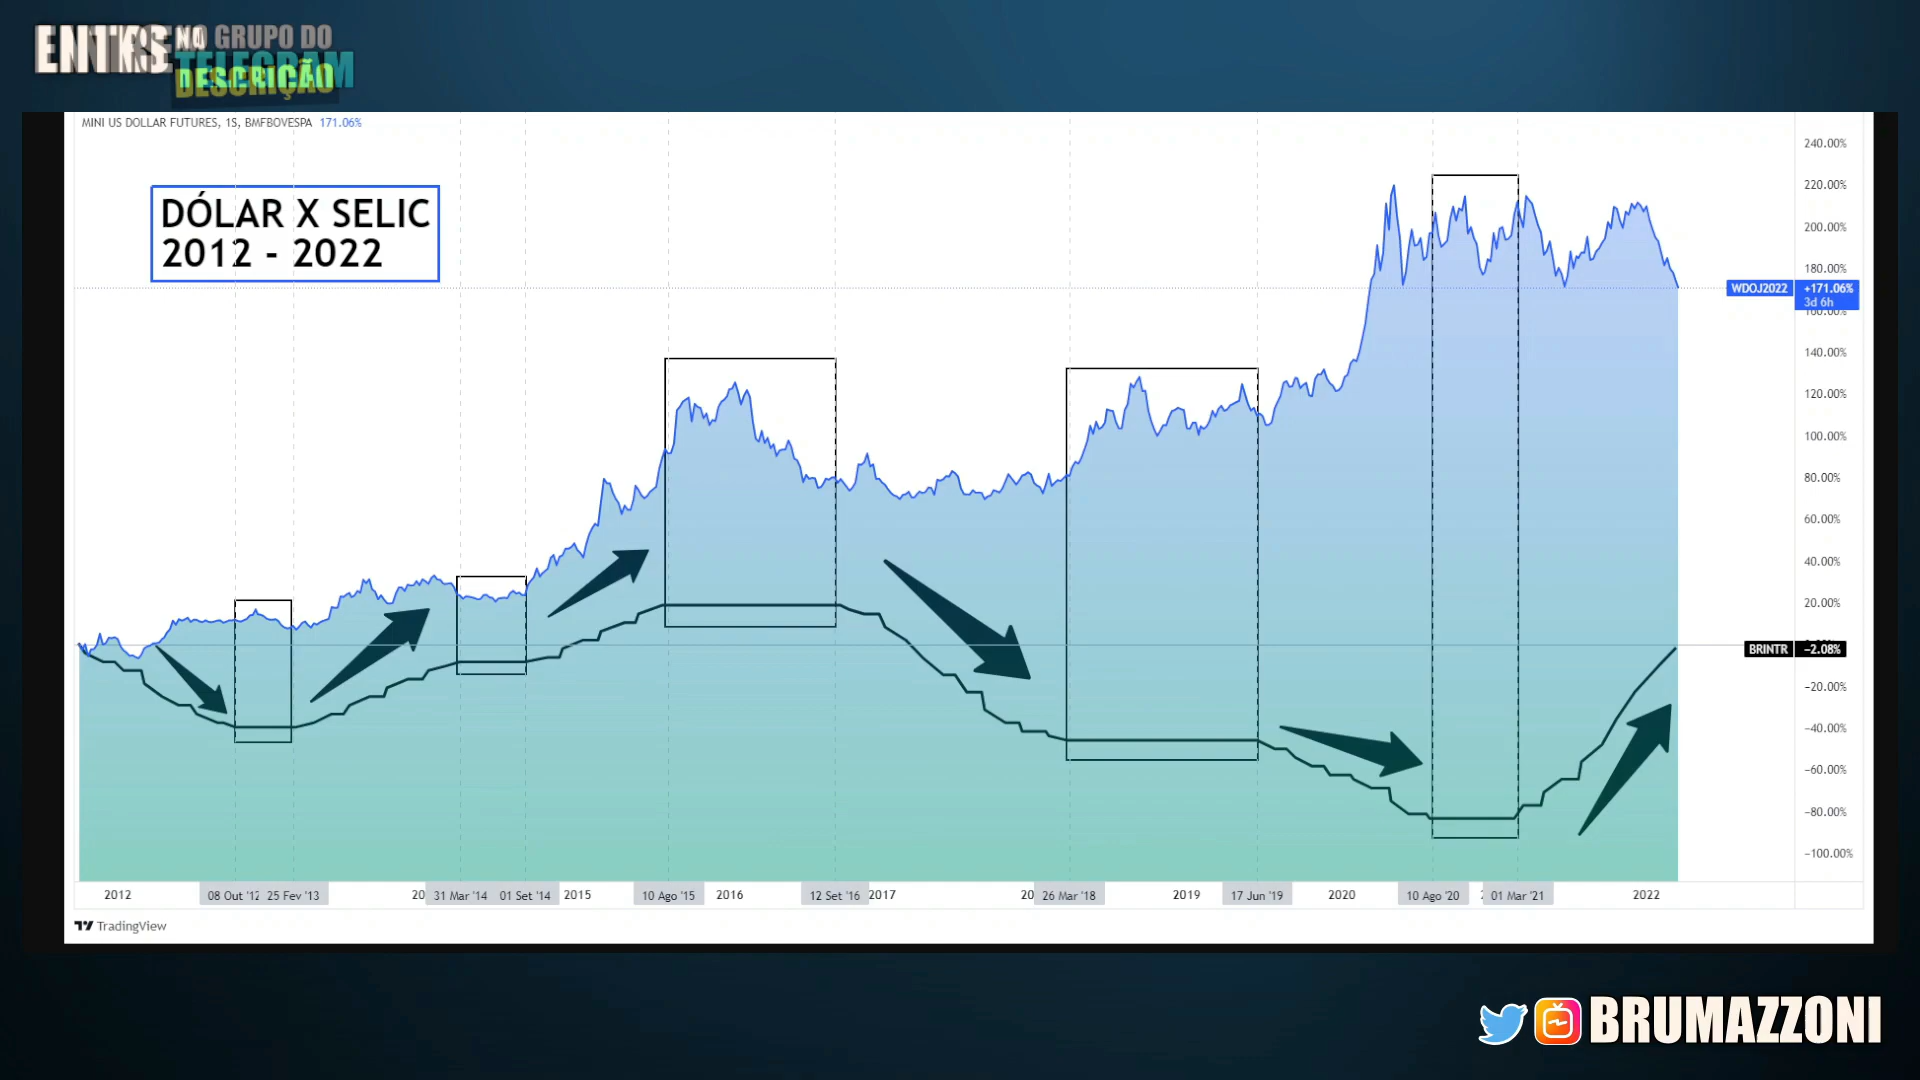 NO GRUPO DO
TELEGRAM
DESCRIÇÃO
MINI US DOLLAR FUTURES, 1S, BMFBOVESPA 171.06%
DÓLAR X SELIC
2012 - 2022
240.00%
220.00%
200.00%
180.00%
WDOJ2022 +171.06%
3d 6h
160.00%
140.00%
120.00%
100.00%
80.00%
60.00%
40.00%
20.00%
BRINTR −2.08%
−20.00%
−40.00%
−60.00%
−80.00%
−100.00%
2012 08 Out '12 25 Fev '13 20 31 Mar '14 01 Set '14 2015 10 Ago '15 2016 12 Set '16 2017 20 26 Mar '18 2019 17 Jun '19 2020 10 Ago '20 01 Mar '21 2022
TradingView
BRUMAZZONI